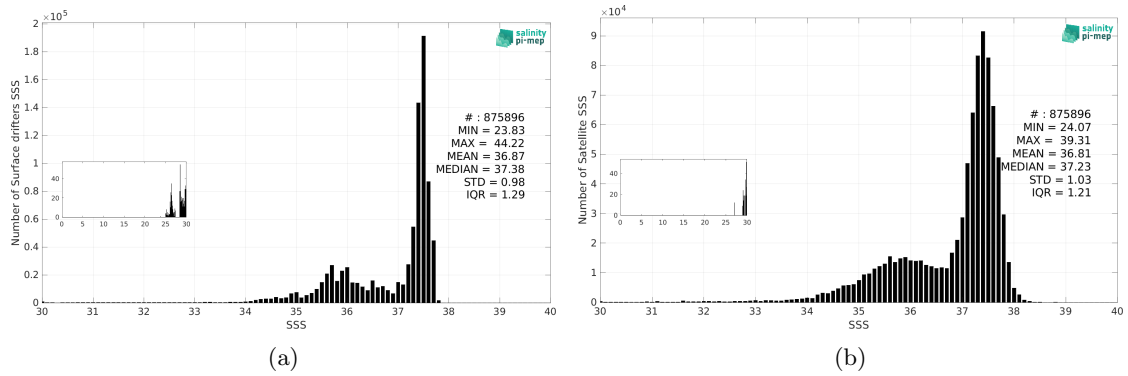 ×10^5
2
1.8
1.6
1.4
1.2
1
0.8
0.6
0.4
0.2
0
Number of Surface drifters SSS
salinity
pi-mep
# : 875896
MIN = 23.83
MAX = 44.22
MEAN = 36.87
MEDIAN = 37.38
STD = 0.98
IQR = 1.29
40
20
0
0 5 10 15 20 25 30
30 31 32 33 34 35 36 37 38 39 40
SSS
(a)
×10^4
9
8
7
6
5
4
3
2
1
0
Number of Satellite SSS
salinity
pi-mep
# : 875896
MIN = 24.07
MAX = 39.31
MEAN = 36.81
MEDIAN = 37.23
STD = 1.03
IQR = 1.21
40
20
0
0 5 10 15 20 25 30
30 31 32 33 34 35 36 37 38 39 40
SSS
(b)